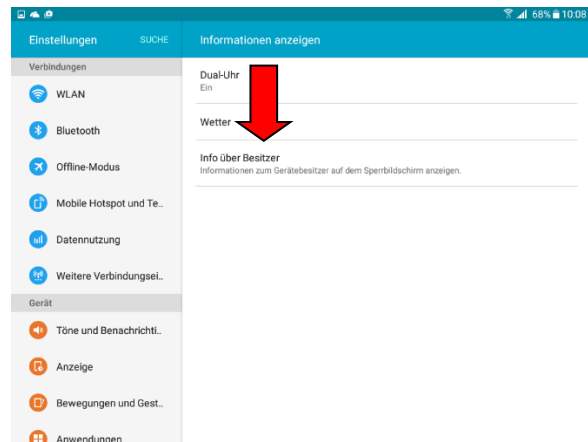 68% 10:08
Einstellungen SUCHE
Informationen anzeigen
Verbindungen
WLAN
Bluetooth
Offline-Modus
Mobile Hotspot und Te..
Datennutzung
Weitere Verbindungsei..
Gerät
Töne und Benachrichti..
Anzeige
Bewegungen und Gest..
Anwendungen
Dual-Uhr
Ein
Wetter
Info über Besitzer
Informationen zum Gerätebesitzer auf dem Sperrbildschirm anzeigen.